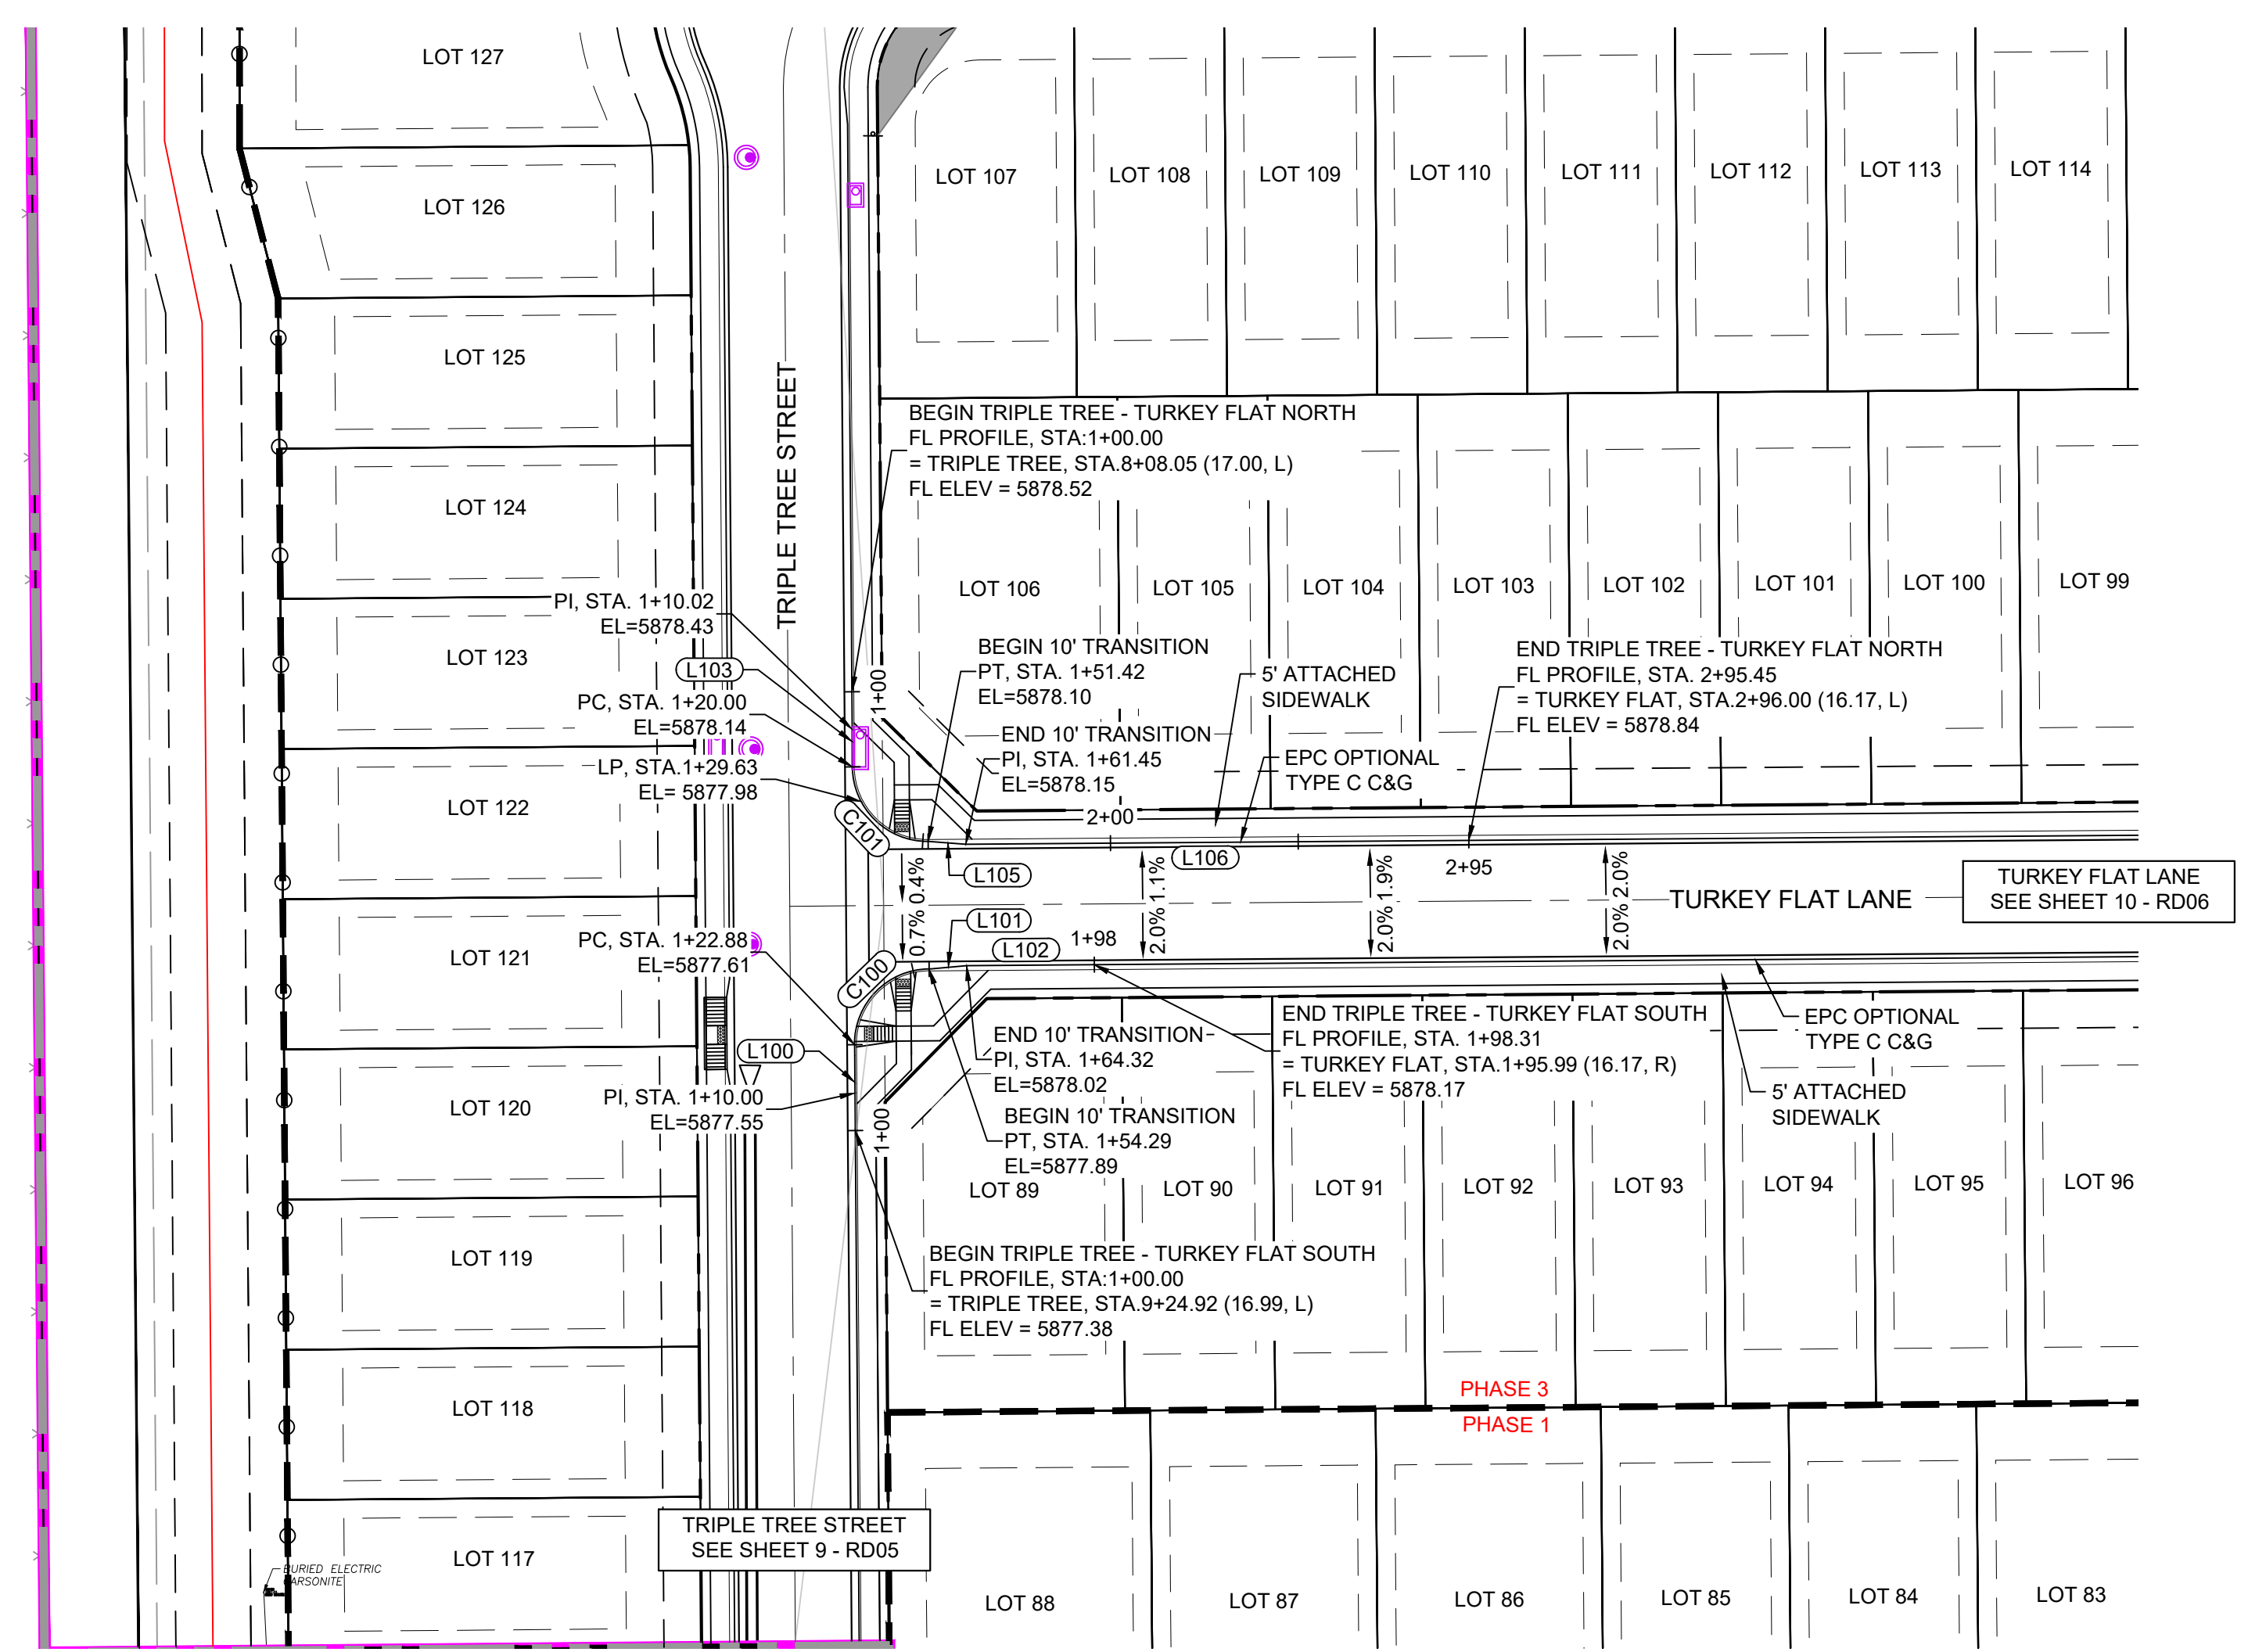 LOT 127
LOT 126
LOT 125
LOT 124
LOT 123
LOT 122
LOT 121
LOT 120
LOT 119
LOT 118
LOT 117
BURIED ELECTRIC
CARSONITE
TRIPLE TREE STREET
LOT 107
LOT 108
LOT 109
LOT 110
LOT 111
LOT 112
LOT 113
LOT 114
BEGIN TRIPLE TREE - TURKEY FLAT NORTH
FL PROFILE, STA:1+00.00
= TRIPLE TREE, STA.8+08.05 (17.00, L)
FL ELEV = 5878.52
LOT 106
LOT 105
LOT 104
LOT 103
LOT 102
LOT 101
LOT 100
LOT 99
PI, STA. 1+10.02
EL=5878.43
L103
PC, STA. 1+20.00
EL=5878.14
LP, STA.1+29.63
EL= 5877.98
C101
1+00
BEGIN 10' TRANSITION
PT, STA. 1+51.42
EL=5878.10
END 10' TRANSITION
PI, STA. 1+61.45
EL=5878.15
5' ATTACHED
SIDEWALK
EPC OPTIONAL
TYPE C C&G
END TRIPLE TREE - TURKEY FLAT NORTH
FL PROFILE, STA. 2+95.45
= TURKEY FLAT, STA.2+96.00 (16.17, L)
FL ELEV = 5878.84
2+00
L106
2+95
L105
0.7% 0.4%
2.0% 1.1%
2.0% 1.9%
2.0% 2.0%
TURKEY FLAT LANE
TURKEY FLAT LANE
SEE SHEET 10 - RD06
L101
L102
1+98
C100
PC, STA. 1+22.88
EL=5877.61
L100
PI, STA. 1+10.00
EL=5877.55
1+00
END 10' TRANSITION
PI, STA. 1+64.32
EL=5878.02
BEGIN 10' TRANSITION
PT, STA. 1+54.29
EL=5877.89
END TRIPLE TREE - TURKEY FLAT SOUTH
FL PROFILE, STA. 1+98.31
= TURKEY FLAT, STA.1+95.99 (16.17, R)
FL ELEV = 5878.17
EPC OPTIONAL
TYPE C C&G
5' ATTACHED
SIDEWALK
LOT 89
LOT 90
LOT 91
LOT 92
LOT 93
LOT 94
LOT 95
LOT 96
BEGIN TRIPLE TREE - TURKEY FLAT SOUTH
FL PROFILE, STA:1+00.00
= TRIPLE TREE, STA.9+24.92 (16.99, L)
FL ELEV = 5877.38
PHASE 3
PHASE 1
TRIPLE TREE STREET
SEE SHEET 9 - RD05
LOT 88
LOT 87
LOT 86
LOT 85
LOT 84
LOT 83